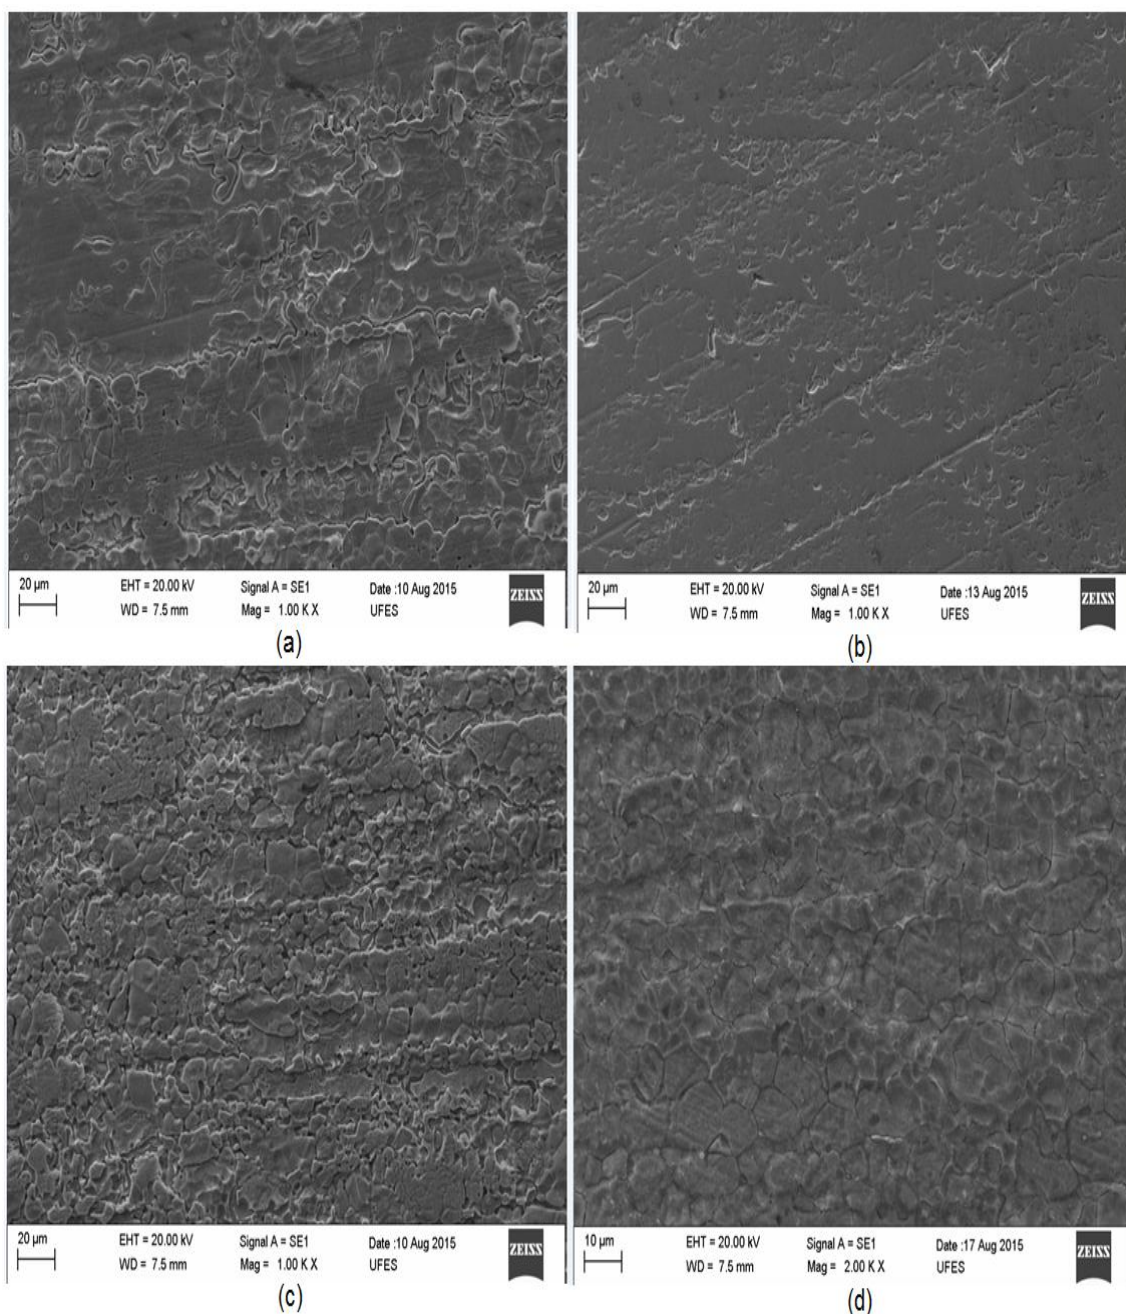 20 µm EHT = 20.00 kV Signal A = SE1 Date :10 Aug 2015 ZEISS
WD = 7.5 mm Mag = 1.00 K X UFES
(a)
20 µm EHT = 20.00 kV Signal A = SE1 Date :13 Aug 2015 ZEISS
WD = 7.5 mm Mag = 1.00 K X UFES
(b)
20 µm EHT = 20.00 kV Signal A = SE1 Date :10 Aug 2015 ZEISS
WD = 7.5 mm Mag = 1.00 K X UFES
(c)
10 µm EHT = 20.00 kV Signal A = SE1 Date :17 Aug 2015 ZEISS
WD = 7.5 mm Mag = 2.00 K X UFES
(d)